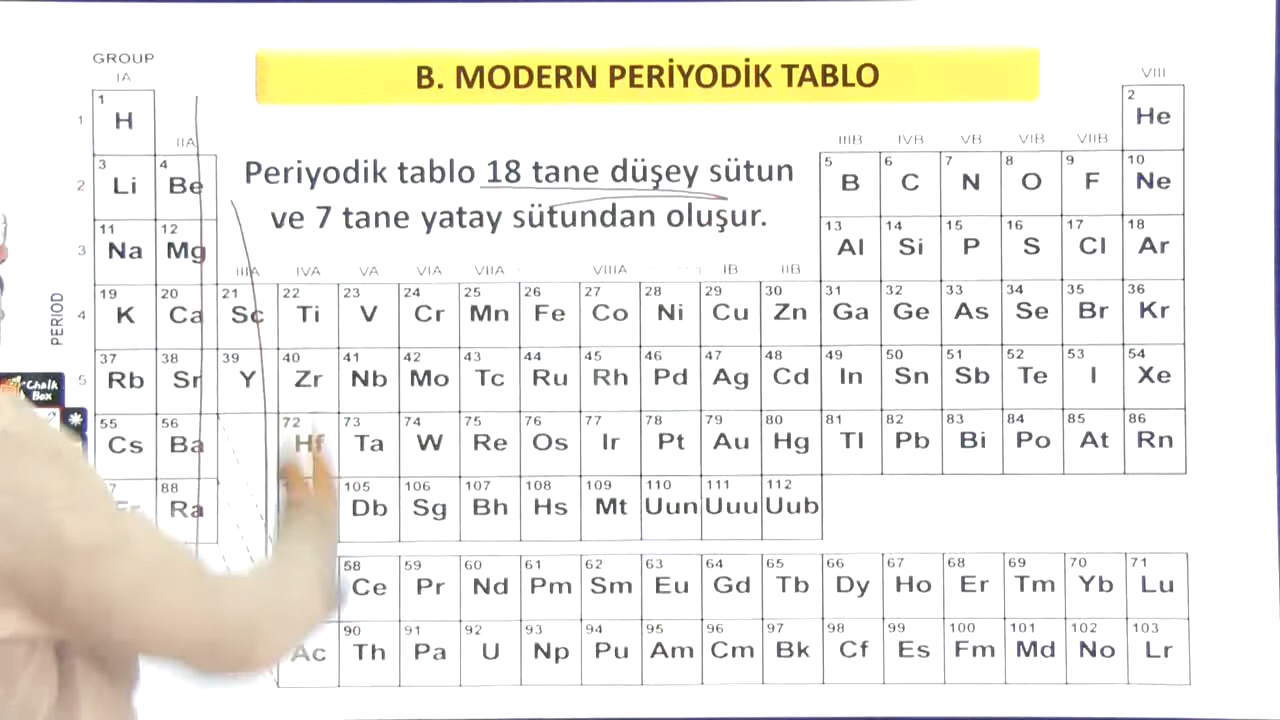 GROUP
IA
VIII
B. MODERN PERİYODİK TABLO
1
1 H
2 He
IIA
IIIB IVB VB VIB VIIB
2
3 Li 4 Be
5 B 6 C 7 N 8 O 9 F 10 Ne
Periyodik tablo 18 tane düşey sütun
ve 7 tane yatay sütundan oluşur.
3
11 Na 12 Mg
13 Al 14 Si 15 P 16 S 17 Cl 18 Ar
IIIA IVA VA VIA VIIA VIIIA IB IIB
PERIOD
4
19 K 20 Ca 21 Sc 22 Ti 23 V 24 Cr 25 Mn 26 Fe 27 Co 28 Ni 29 Cu 30 Zn 31 Ga 32 Ge 33 As 34 Se 35 Br 36 Kr
5
37 Rb 38 Sr 39 Y 40 Zr 41 Nb 42 Mo 43 Tc 44 Ru 45 Rh 46 Pd 47 Ag 48 Cd 49 In 50 Sn 51 Sb 52 Te 53 I 54 Xe
Chalk
Box
55 Cs 56 Ba 72 Hf 73 Ta 74 W 75 Re 76 Os 77 Ir 78 Pt 79 Au 80 Hg 81 Tl 82 Pb 83 Bi 84 Po 85 At 86 Rn
88 Ra 105 Db 106 Sg 107 Bh 108 Hs 109 Mt 110 Uun 111 Uuu 112 Uub
58 Ce 59 Pr 60 Nd 61 Pm 62 Sm 63 Eu 64 Gd 65 Tb 66 Dy 67 Ho 68 Er 69 Tm 70 Yb 71 Lu
Ac 90 Th 91 Pa 92 U 93 Np 94 Pu 95 Am 96 Cm 97 Bk 98 Cf 99 Es 100 Fm 101 Md 102 No 103 Lr